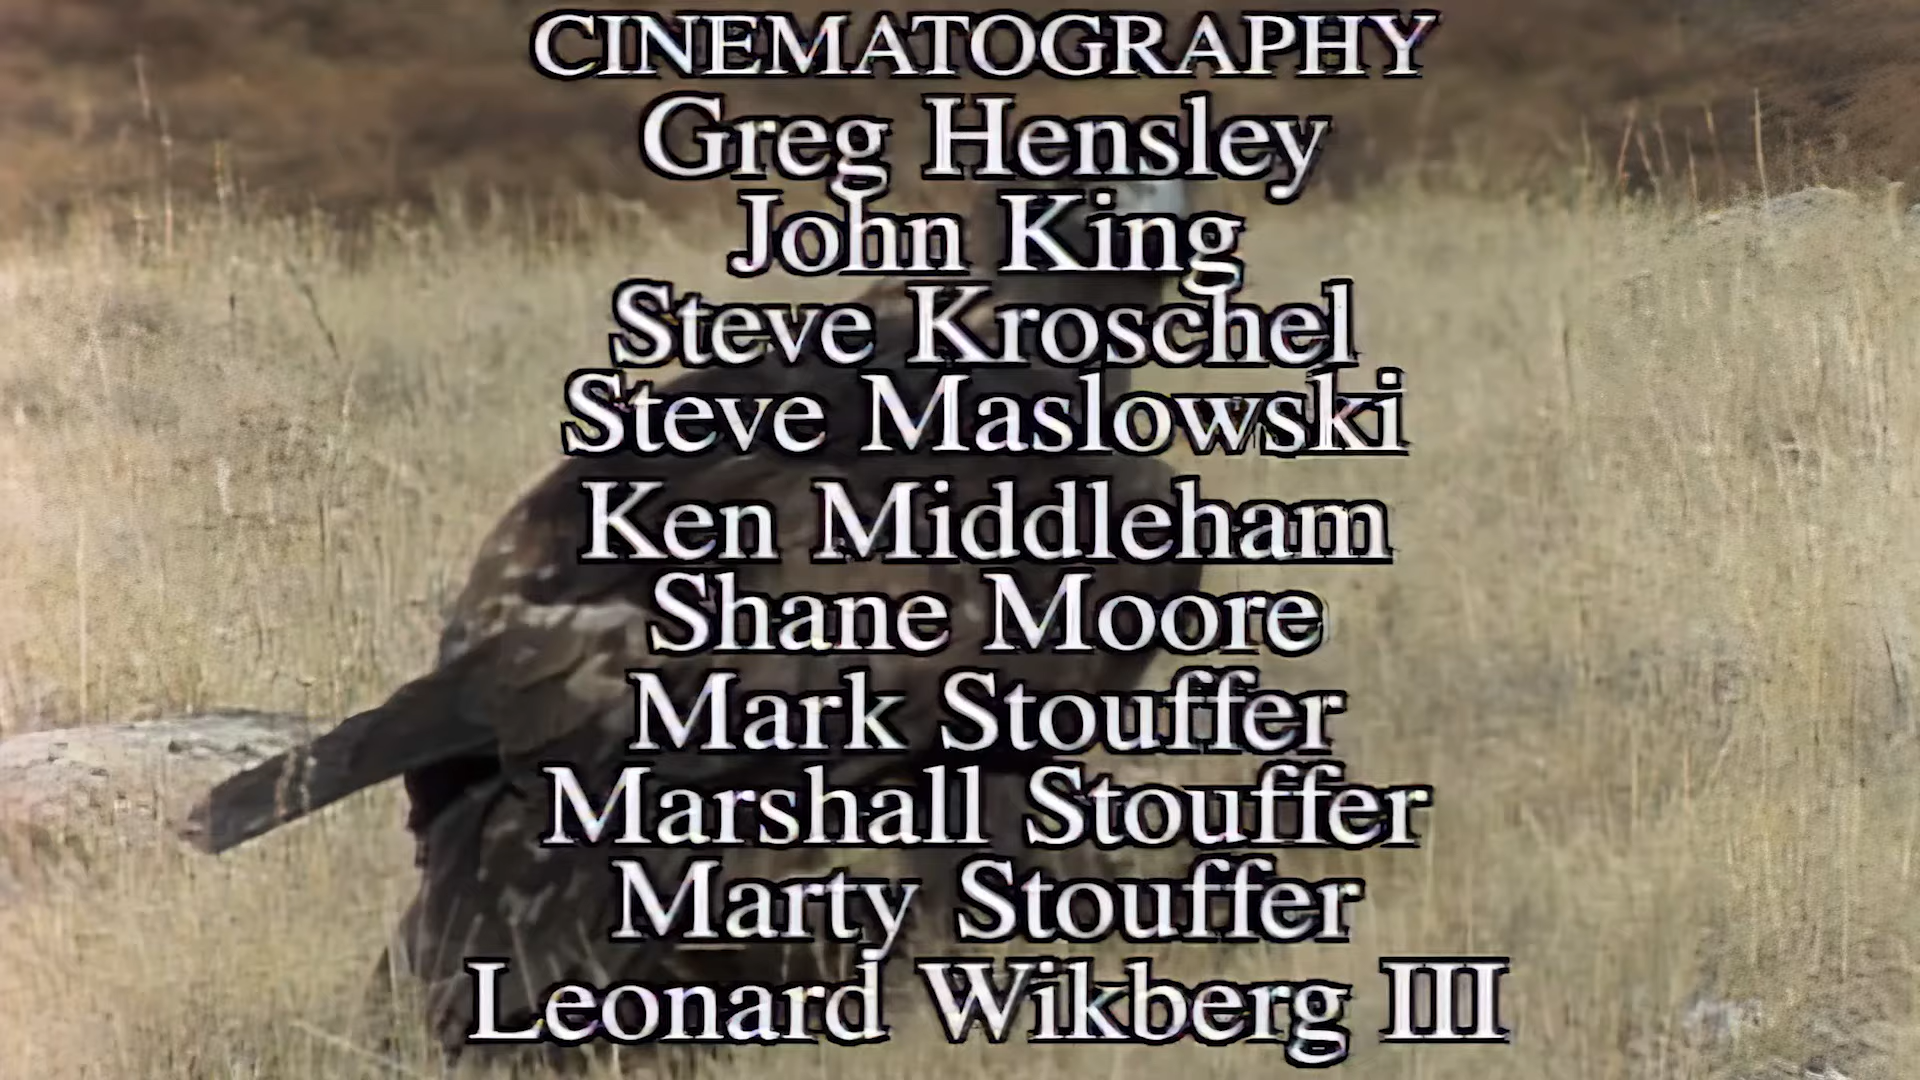 CINEMATOGRAPHY
Greg Hensley
John King
Steve Kroschel
Steve Maslowski
Ken Middleham
Shane Moore
Mark Stouffer
Marshall Stouffer
Marty Stouffer
Leonard Wikberg III